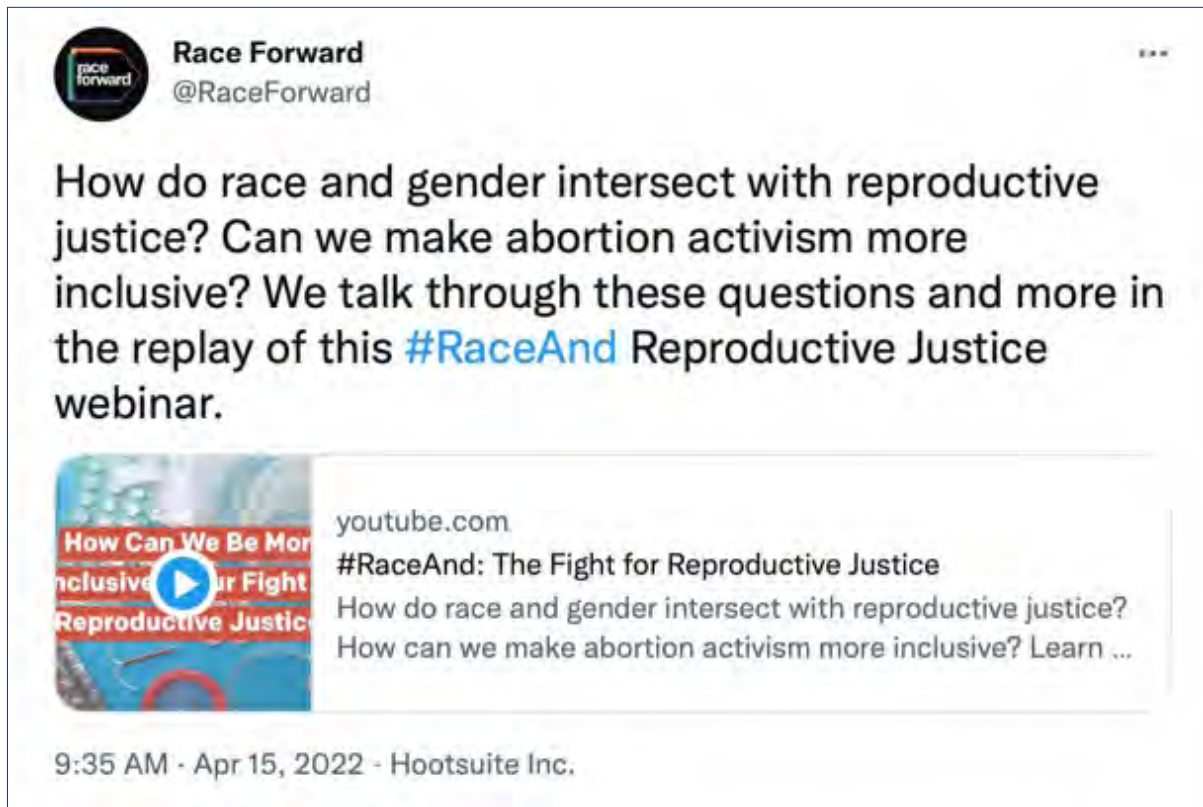 race
forward
Race Forward
@RaceForward
How do race and gender intersect with reproductive
justice? Can we make abortion activism more
inclusive? We talk through these questions and more in
the replay of this #RaceAnd Reproductive Justice
webinar.
How Can We Be Mor
nclusive ur Fight
Reproductive Justic
youtube.com
#RaceAnd: The Fight for Reproductive Justice
How do race and gender intersect with reproductive justice?
How can we make abortion activism more inclusive? Learn ...
9:35 AM · Apr 15, 2022 · Hootsuite Inc.